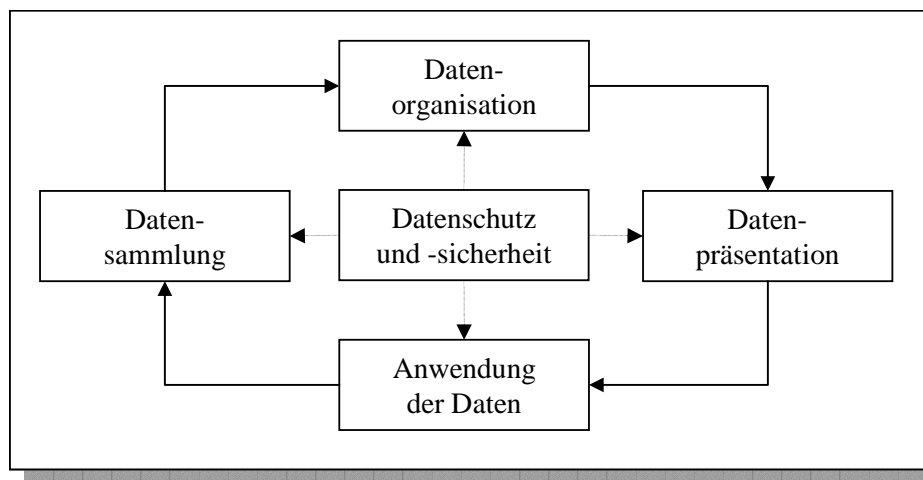 Daten-
organisation
Daten-
sammlung
Datenschutz
und -sicherheit
Daten-
präsentation
Anwendung
der Daten